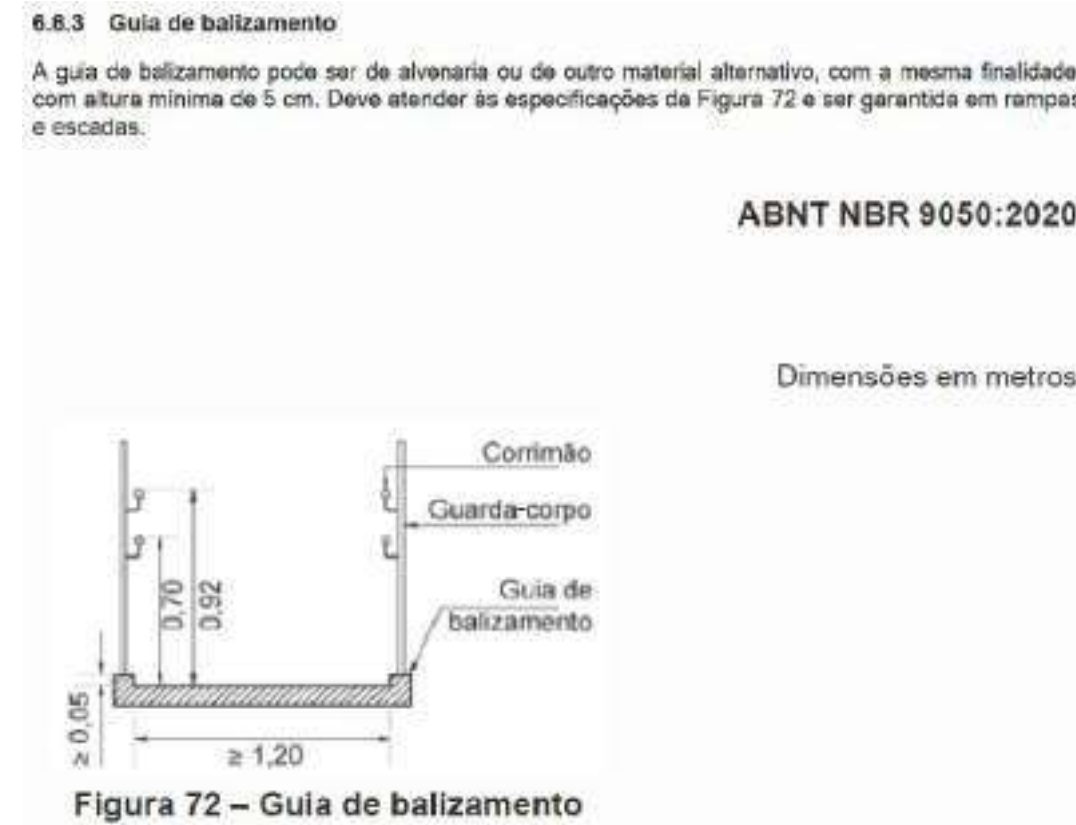 6.6.3 Guia de balizamento
A guia de balizamento pode ser de alvenaria ou de outro material alternativo, com a mesma finalidade
com altura mínima de 5 cm. Deve atender às especificações da Figura 72 e ser garantida em rampas
e escadas.
ABNT NBR 9050:2020
Dimensões em metros
Corrimão
Guarda-corpo
Guia de
balizamento
0,70
0,92
≥ 0,05
≥ 1,20
Figura 72 – Guia de balizamento